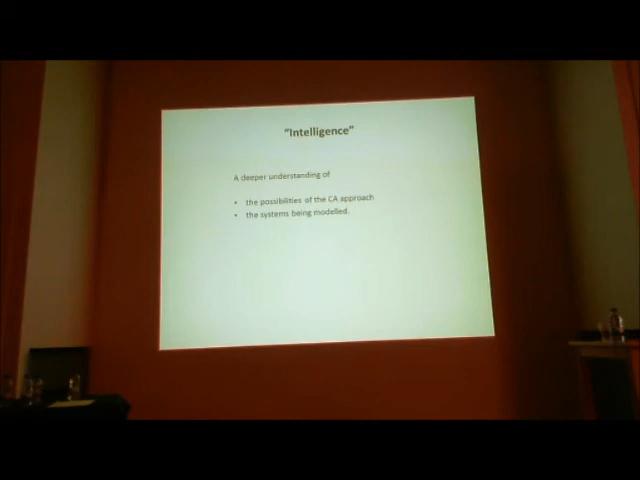 “Intelligence”
A deeper understanding of
• the possibilities of the CA approach
• the systems being modelled.